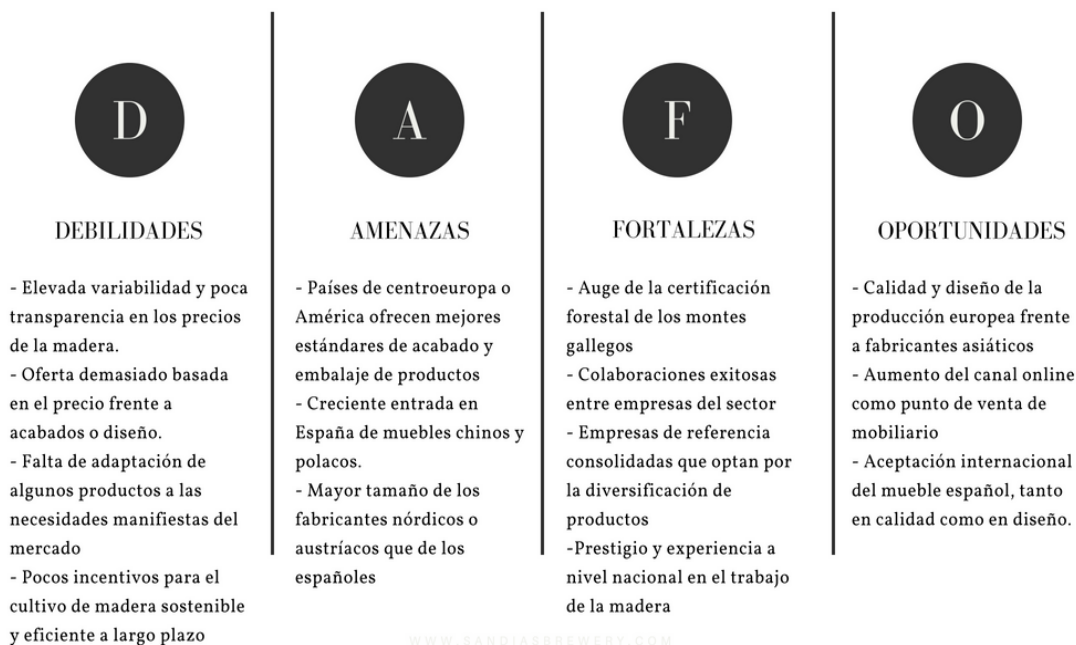 D
DEBILIDADES
- Elevada variabilidad y poca
transparencia en los precios
de la madera.
- Oferta demasiado basada
en el precio frente a
acabados o diseño.
- Falta de adaptación de
algunos productos a las
necesidades manifiestas del
mercado
- Pocos incentivos para el
cultivo de madera sostenible
y eficiente a largo plazo
A
AMENAZAS
- Países de centroeuropa o
América ofrecen mejores
estándares de acabado y
embalaje de productos
- Creciente entrada en
España de muebles chinos y
polacos.
- Mayor tamaño de los
fabricantes nórdicos o
austríacos que de los
españoles
F
FORTALEZAS
- Auge de la certificación
forestal de los montes
gallegos
- Colaboraciones exitosas
entre empresas del sector
- Empresas de referencia
consolidadas que optan por
la diversificación de
productos
-Prestigio y experiencia a
nivel nacional en el trabajo
de la madera
O
OPORTUNIDADES
- Calidad y diseño de la
producción europea frente
a fabricantes asiáticos
- Aumento del canal online
como punto de venta de
mobiliario
- Aceptación internacional
del mueble español, tanto
en calidad como en diseño.
WWW.SANDIASBREWERY.COM